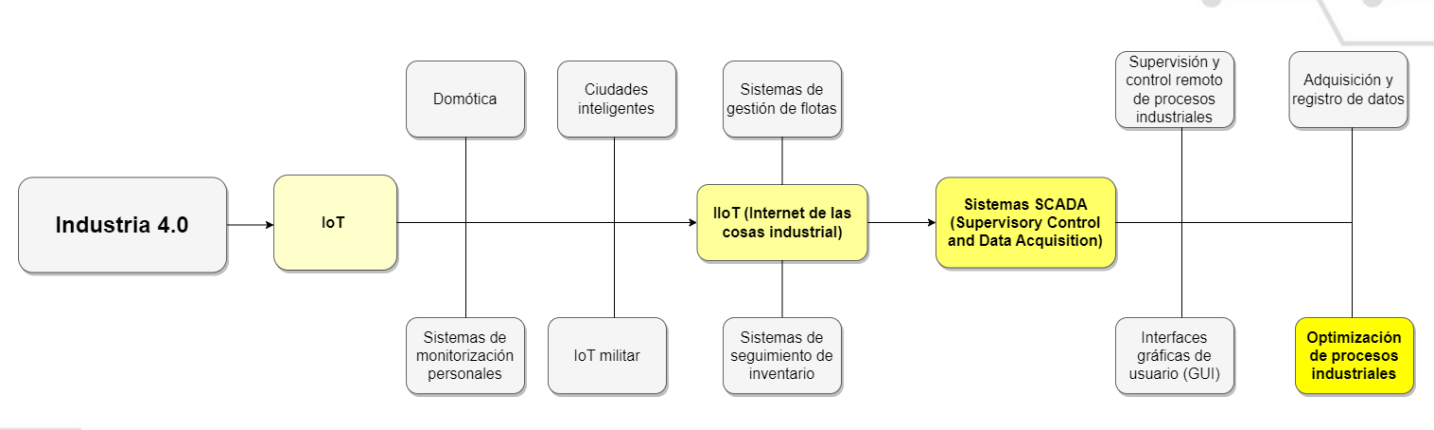 Industria 4.0
IoT
Domótica
Ciudades
inteligentes
Sistemas de
monitorización
personales
IoT militar
Sistemas de
gestión de flotas
IIoT (Internet de las
cosas industrial)
Sistemas de
seguimiento de
inventario
Sistemas SCADA
(Supervisory Control
and Data Acquisition)
Supervisión y
control remoto
de procesos
industriales
Adquisición y
registro de datos
Interfaces
gráficas de
usuario (GUI)
Optimización
de procesos
industriales